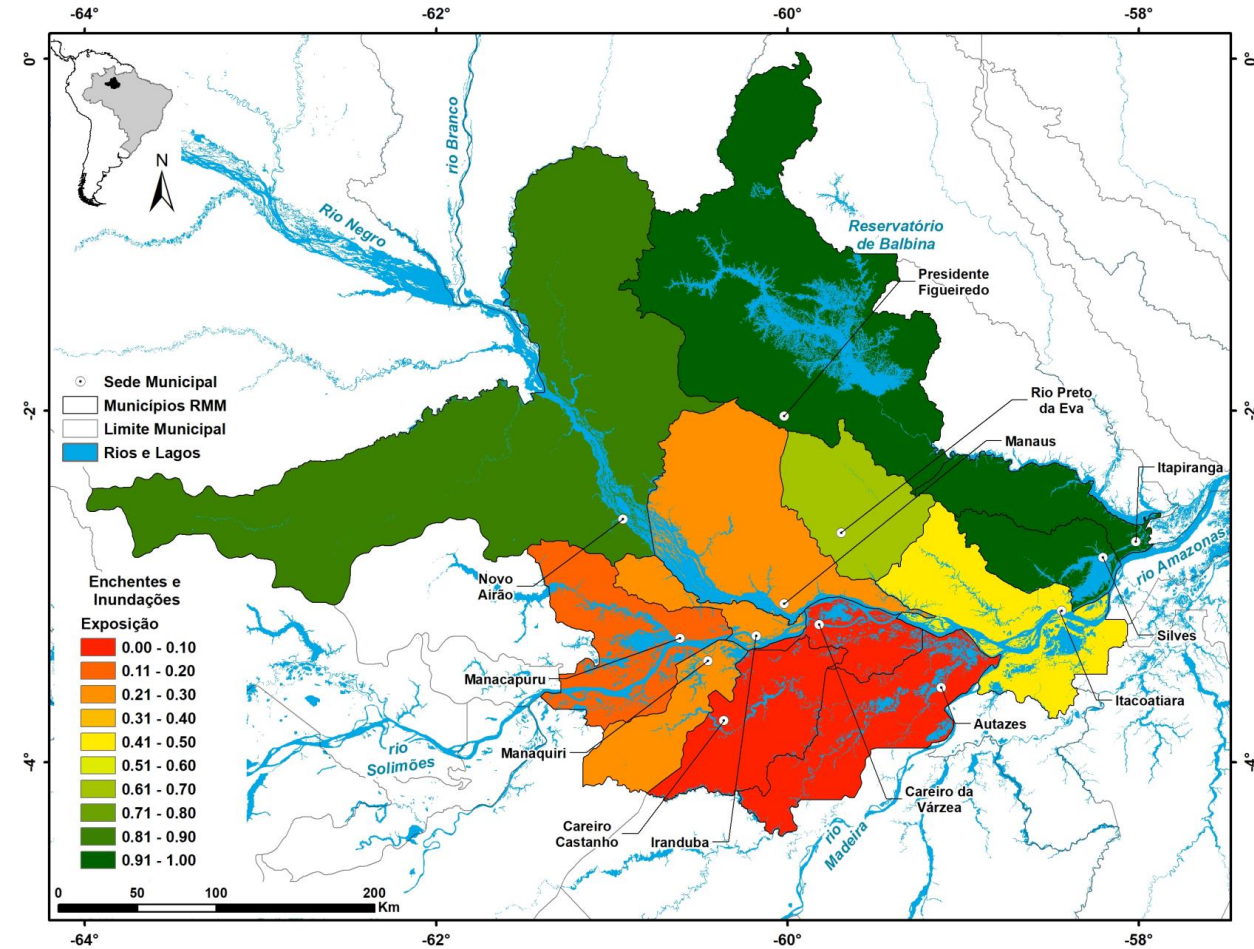 -64°
-62°
-60°
-58°
0°
0°
N
rio Branco
Rio Negro
Reservatório
de Balbina
Presidente
Figueiredo
Sede Municipal
Municípios RMM
Limite Municipal
Rios e Lagos
-2°
-2°
Rio Preto
da Eva
Manaus
Itapiranga
rio Amazonas
Novo
Airão
Enchentes e
Inundações
Exposição
0.00 - 0.10
0.11 - 0.20
0.21 - 0.30
0.31 - 0.40
0.41 - 0.50
0.51 - 0.60
0.61 - 0.70
0.71 - 0.80
0.81 - 0.90
0.91 - 1.00
Silves
Manacapuru
Itacoatiara
Autazes
Manaquiri
rio
Solimões
-4°
-4°
Careiro da
Várzea
Careiro
Castanho
Iranduba
rio
Madeira
0
50
100
200
Km
-64°
-62°
-60°
-58°